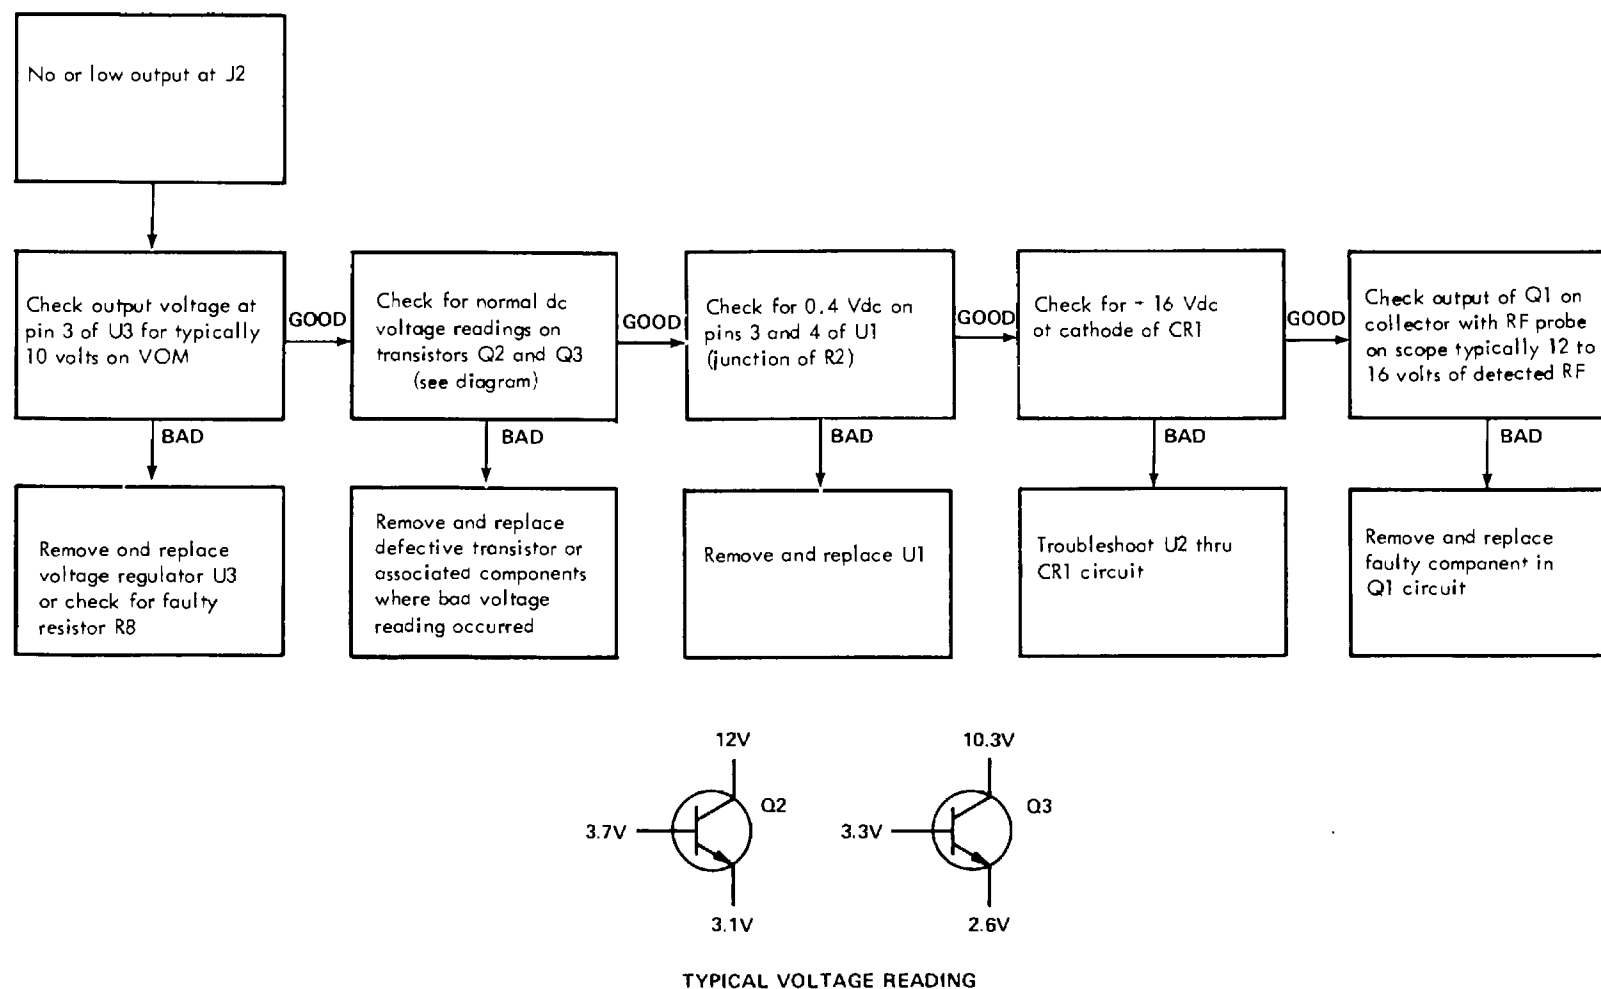 No or low output at J2
Check output voltage at
pin 3 of U3 for typically
10 volts on VOM
GOOD
Check for normal dc
voltage readings on
transistors Q2 and Q3
(see diagram)
GOOD
Check for 0.4 Vdc on
pins 3 and 4 of U1
(junction of R2)
GOOD
Check for - 16 Vdc
at cathode of CR1
GOOD
Check output of Q1 on
collector with RF probe
on scope typically 12 to
16 volts of detected RF
BAD
BAD
BAD
BAD
BAD
Remove and replace
voltage regulator U3
or check for faulty
resistor R8
Remove and replace
defective transistor or
associated components
where bad voltage
reading occurred
Remove and replace U1
Troubleshoot U2 thru
CR1 circuit
Remove and replace
faulty component in
Q1 circuit
12V
Q2
3.7V
3.1V
10.3V
Q3
3.3V
2.6V
TYPICAL VOLTAGE READING